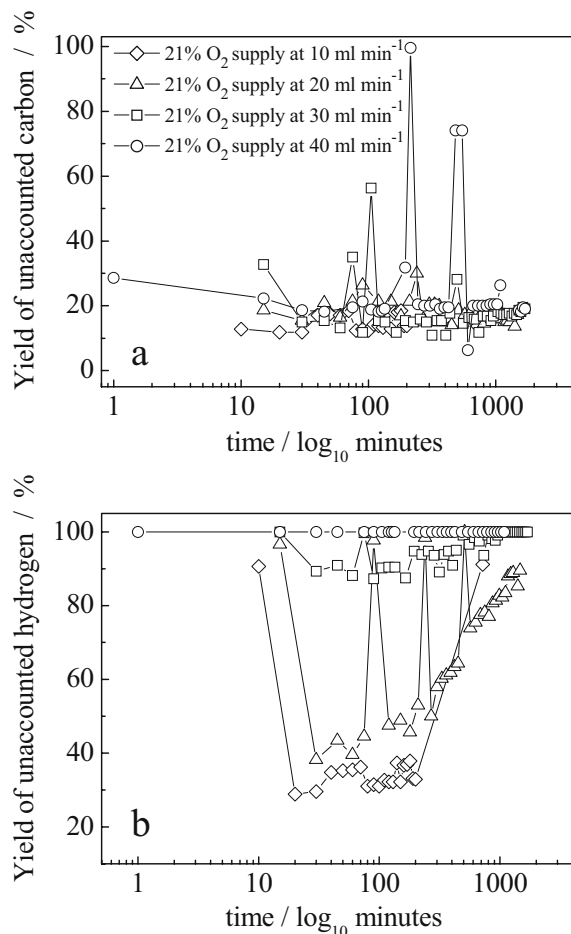 100
80
60
40
20
0
Yield of unaccounted carbon / %
21% O₂ supply at 10 ml min⁻¹
21% O₂ supply at 20 ml min⁻¹
21% O₂ supply at 30 ml min⁻¹
21% O₂ supply at 40 ml min⁻¹
a
1 10 100 1000
time / log₁₀ minutes
100
80
60
40
20
Yield of unaccounted hydrogen / %
b
1 10 100 1000
time / log₁₀ minutes